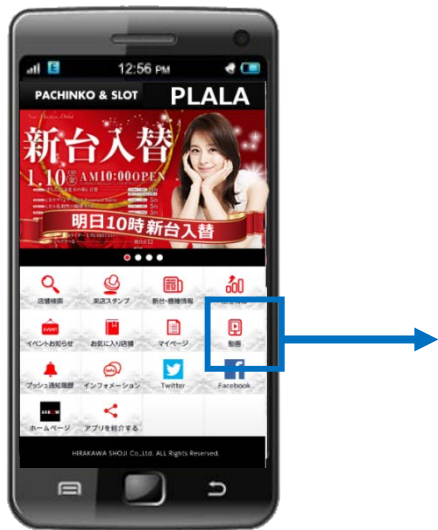 12:56 PM
PACHINKO & SLOT PLALA
新台入替
1.10 AM10:00OPEN
明日10時新台入替
店舗検索 来店スタンプ 新台・機種情報
EVENT
イベントお知らせ お気に入り店舗 マイページ 動画
プッシュ通知履歴 インフォメーション Twitter Facebook
ホームページ アプリを紹介する
HIRAKAWA SHOJI Co.,Ltd. ALL Rights Reserved.